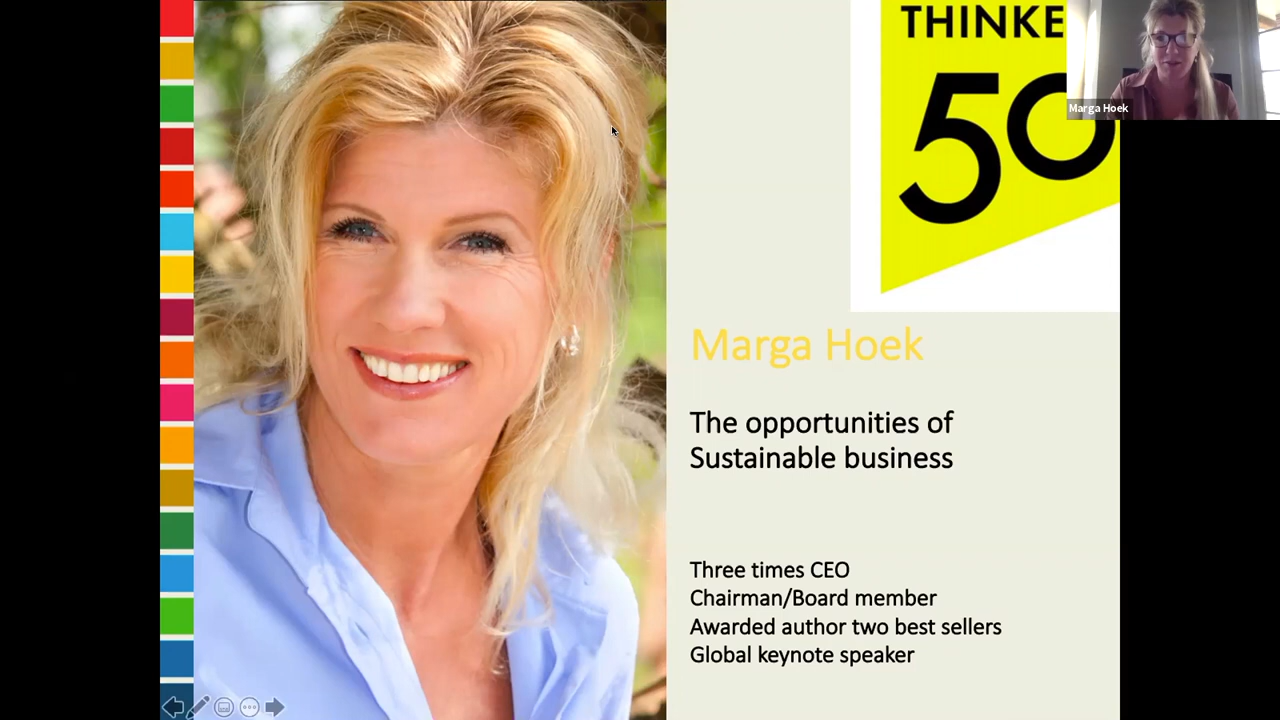 THINKE
50
Marga Hoek
Marga Hoek
The opportunities of
Sustainable business
Three times CEO
Chairman/Board member
Awarded author two best sellers
Global keynote speaker